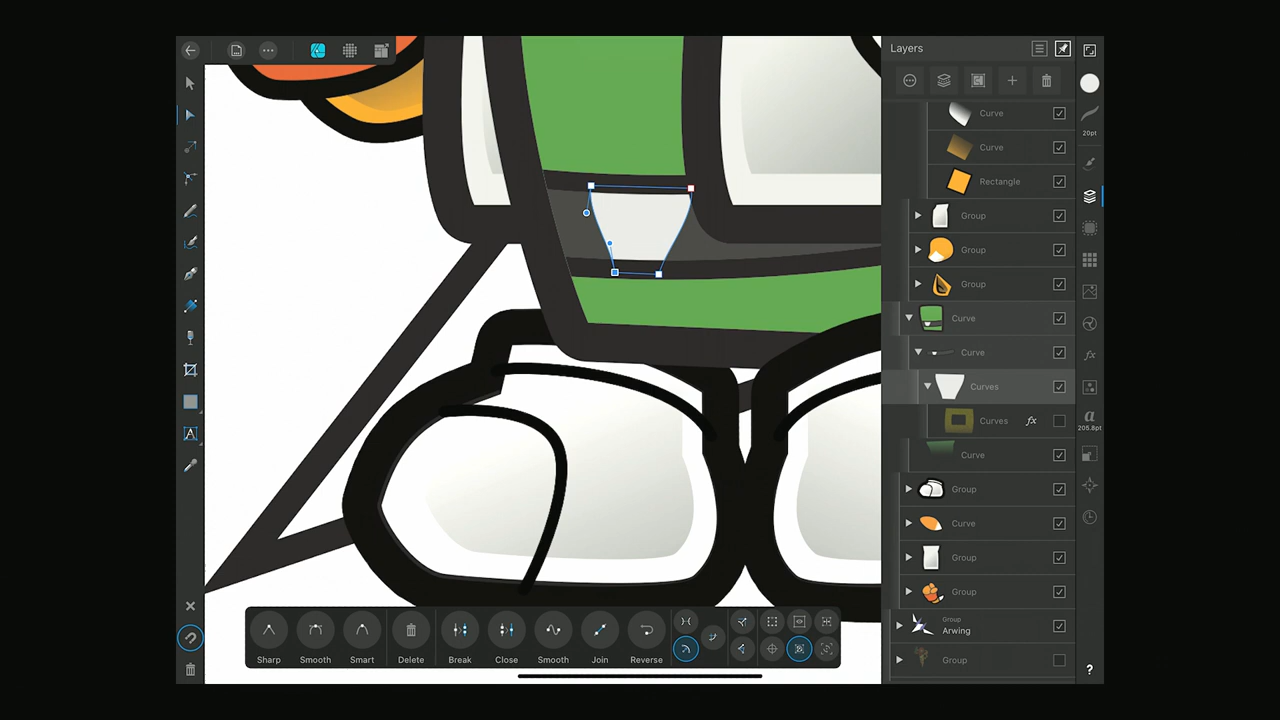 Layers
Curve
20pt
Curve
Rectangle
Group
Group
Group
Curve
Curve
Curves
Curves fx
a
205.8pt
Curve
Group
Curve
Group
Group
Group
Arwing
Group
fx
A
?
Sharp Smooth Smart Delete Break Close Smooth Join Reverse